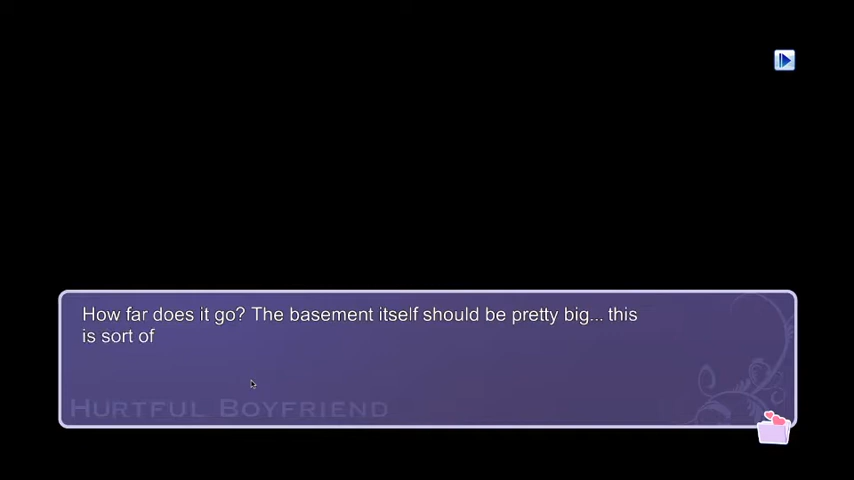 How far does it go? The basement itself should be pretty big... this
is sort of
HURTFUL BOYFRIEND